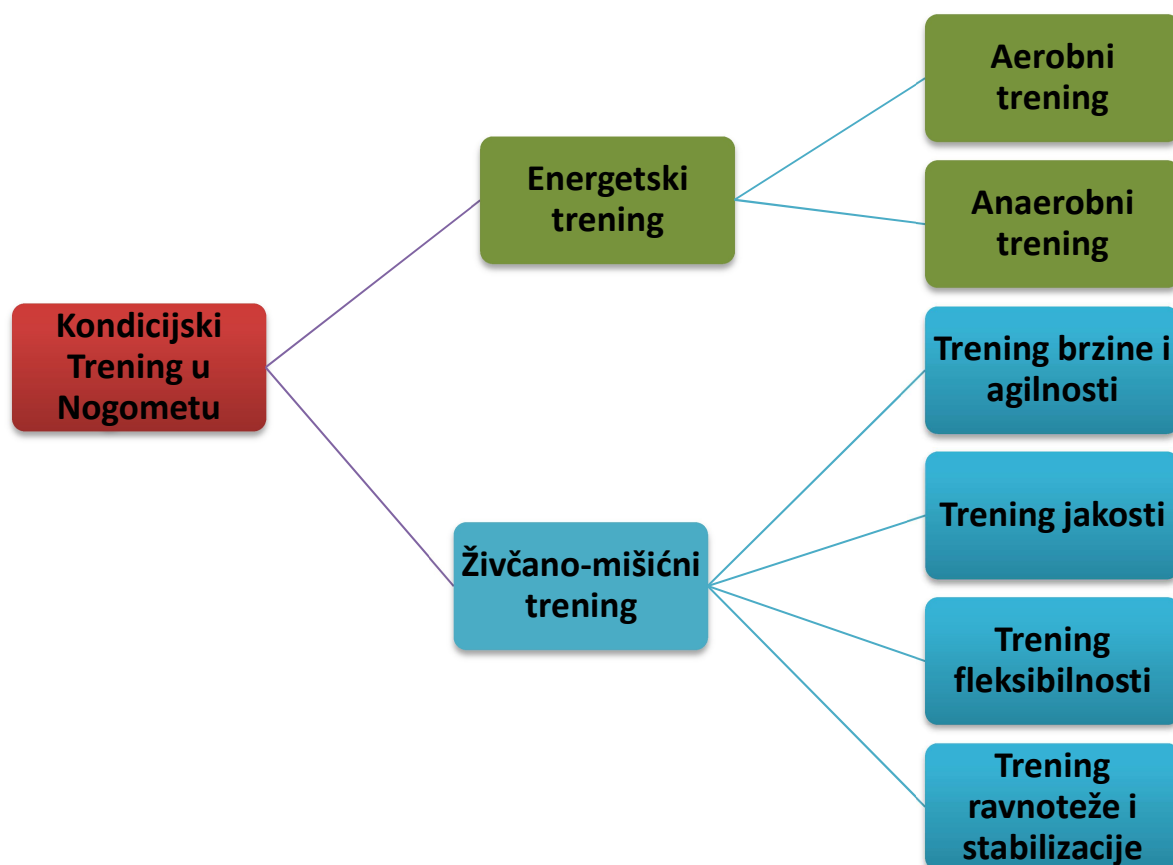 Kondicijski
Trening u
Nogometu
Energetski
trening
Aerobni
trening
Anaerobni
trening
Živčano-mišićni
trening
Trening brzine i
agilnosti
Trening jakosti
Trening
fleksibilnosti
Trening
ravnoteže i
stabilizacije